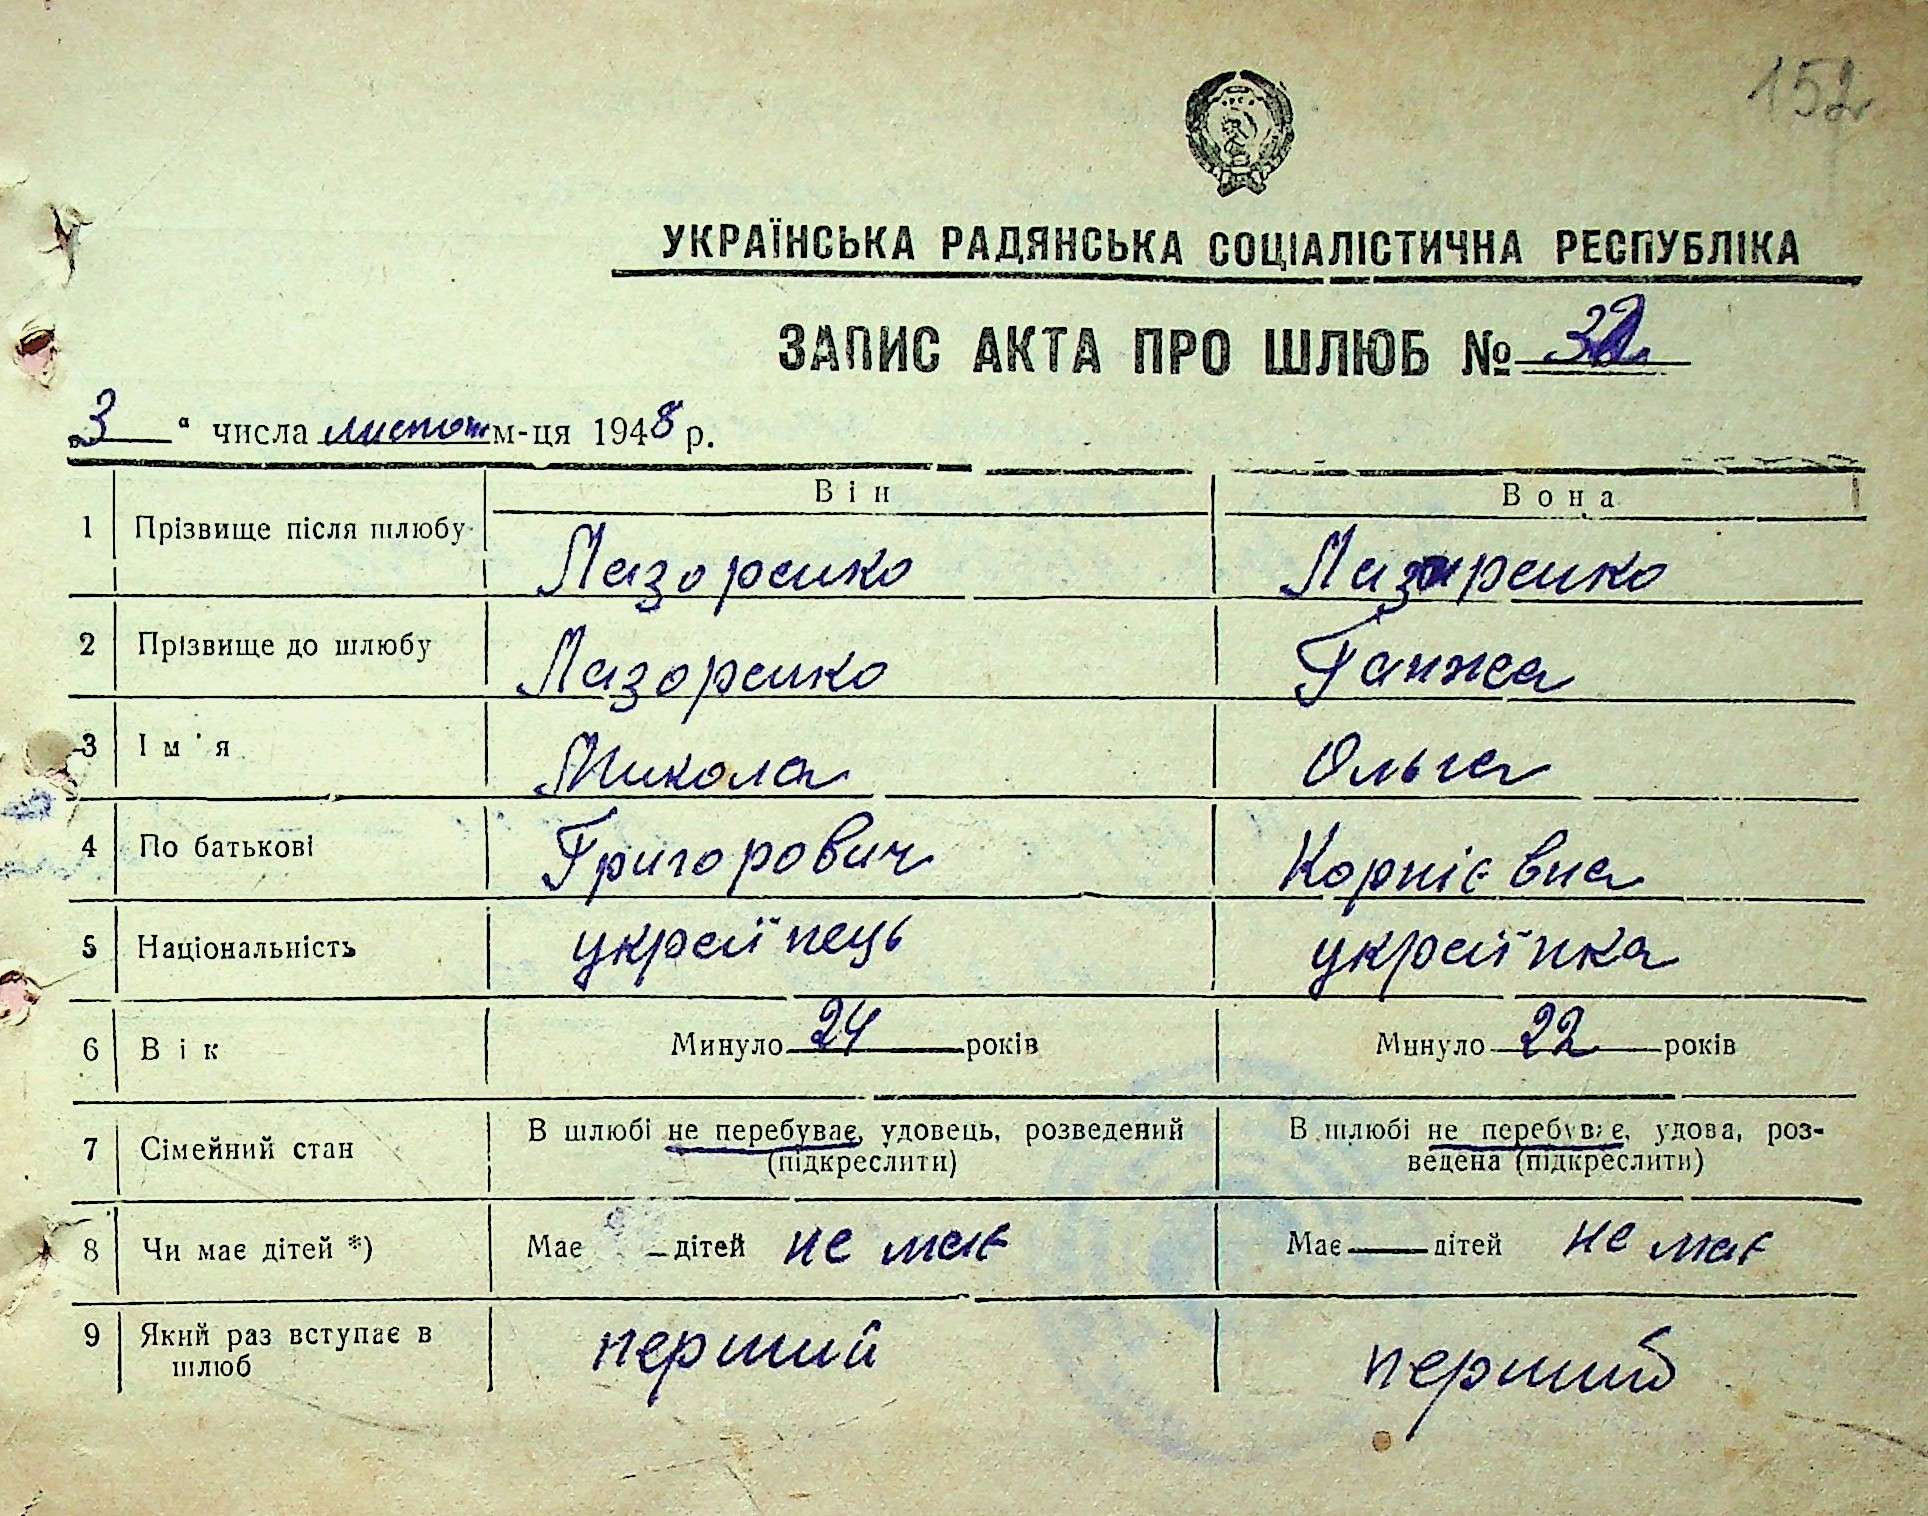 152
УКРАЇНСЬКА РАДЯНСЬКА СОЦІАЛІСТИЧНА РЕСПУБЛІКА
ЗАПИС АКТА ПРО ШЛЮБ № 32
„3“ числа листоп м-ця 1948 р.
Він Вона
1 Прізвище після шлюбу Лазоренко Лазоренко
2 Прізвище до шлюбу Лазоренко Ганжа
3 Ім'я Микола Ольга
4 По батькові Григорович Корнієвна
5 Національність українець українка
6 Вік Минуло 24 років Минуло 22 років
7 Сімейний стан В шлюбі не перебуває, удовець, розведений В шлюбі не перебуває, удова, роз-
(підкреслити) ведена (підкреслити)
8 Чи має дітей *) Має дітей не має Має дітей не має
9 Який раз вступає в перший перший
шлюб